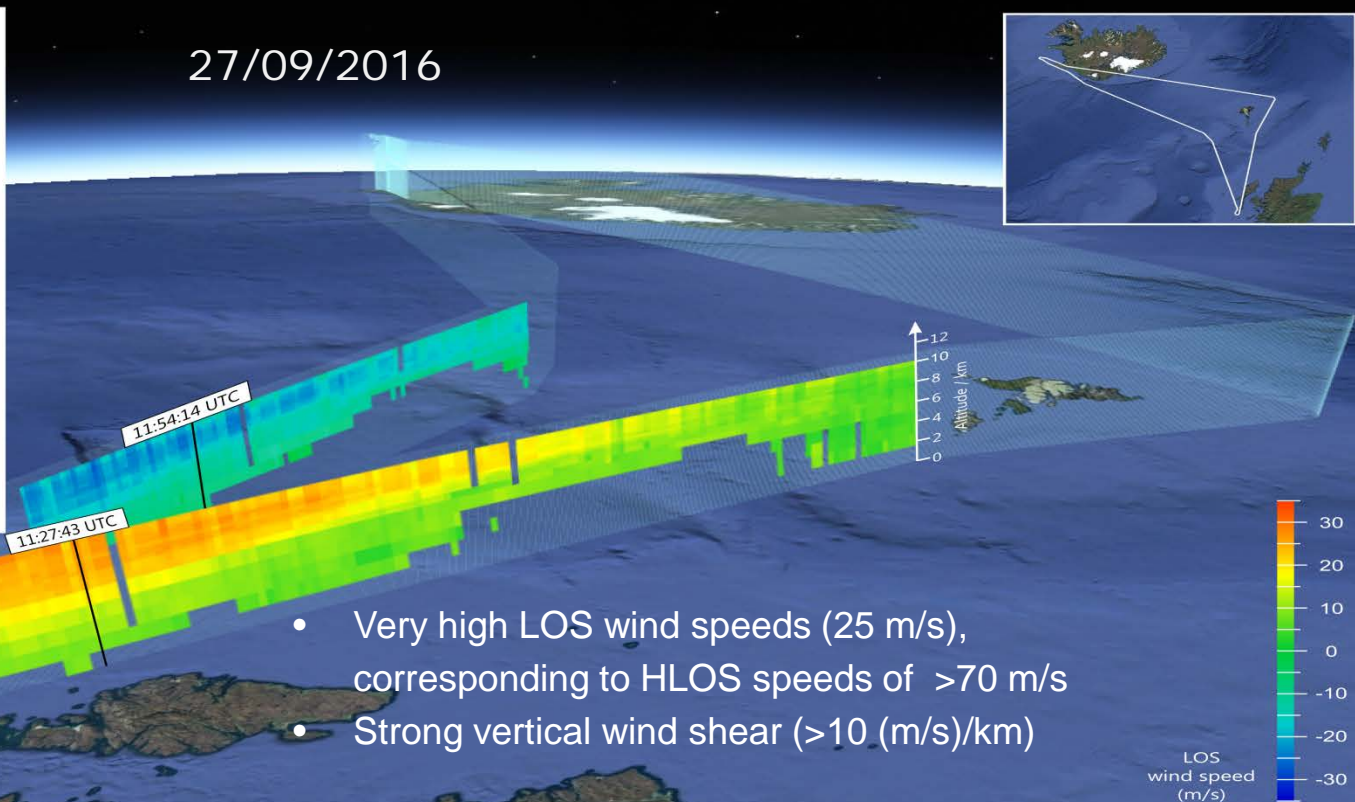 27/09/2016
12
10
8
6
4
2
0
Altitude / km
11:54:14 UTC
11:27:43 UTC
• Very high LOS wind speeds (25 m/s),
corresponding to HLOS speeds of >70 m/s
• Strong vertical wind shear (>10 (m/s)/km)
30
20
10
0
-10
-20
-30
LOS
wind speed
(m/s)